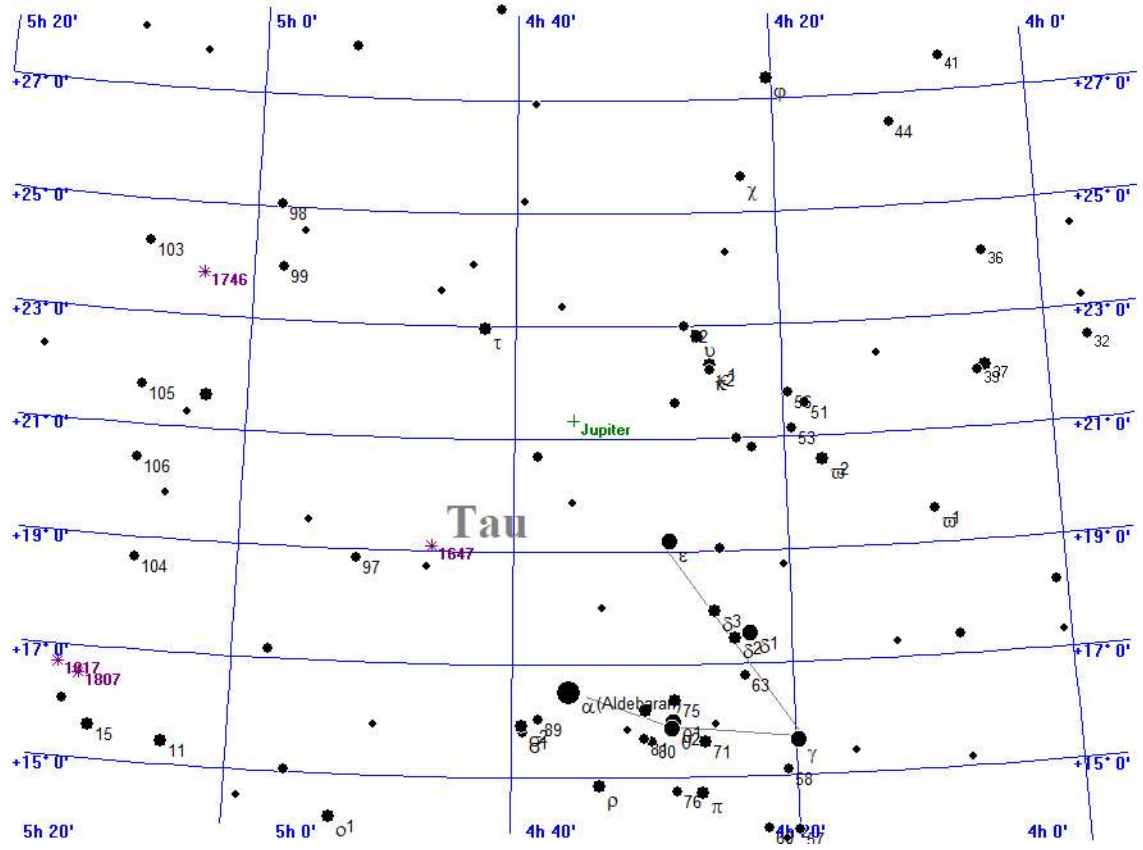 5h 20' 5h 0' 4h 40' 4h 20' 4h 0'
41
+27° 0' φ +27° 0'
44
χ
+25° 0' +25° 0'
98
103 36
1746 99
+23° 0' +23° 0'
τ υ 32
37
39
105 56 51
+21° 0' Jupiter 53 +21° 0'
106 ϖ2
Tau ϖ1
+19° 0' 1647 +19° 0'
104 97 ε
δ3
δ2 δ1
+17° 0' +17° 0'
1817 63
1807
α (Aldebaran) 75
15 89 θ1
11 θ2 71 γ
81 80
+15° 0' 58 +15° 0'
ρ 76 π
5h 20' ο1 5h 0' 4h 40' 4h 20' 4h 0'
57